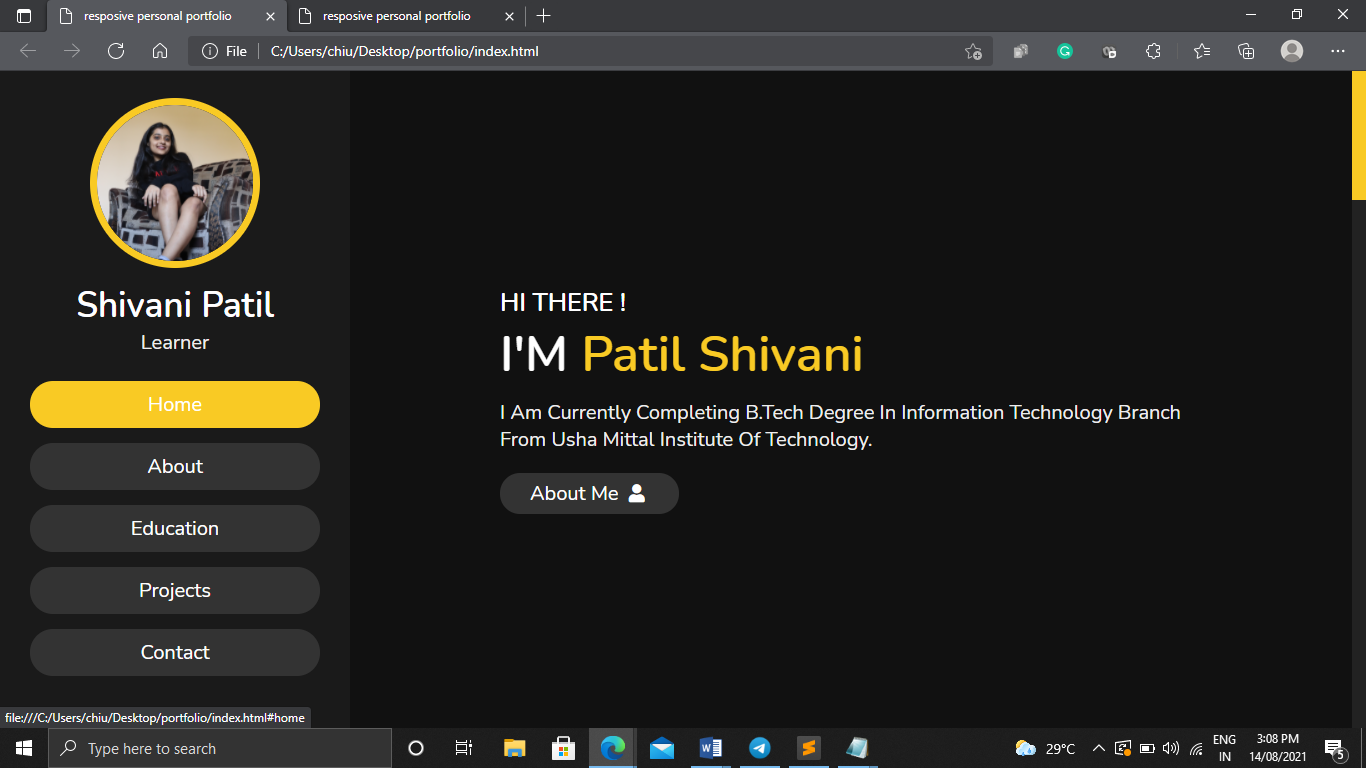 resposive personal portfolio
resposive personal portfolio
File
C:/Users/chiu/Desktop/portfolio/index.html
Shivani Patil
Learner
Home
About
Education
Projects
Contact
HI THERE !
I'M Patil Shivani
I Am Currently Completing B.Tech Degree In Information Technology Branch
From Usha Mittal Institute Of Technology.
About Me
file:///C:/Users/chiu/Desktop/portfolio/index.html#home
Type here to search
29°C
ENG
IN
3:08 PM
14/08/2021
5